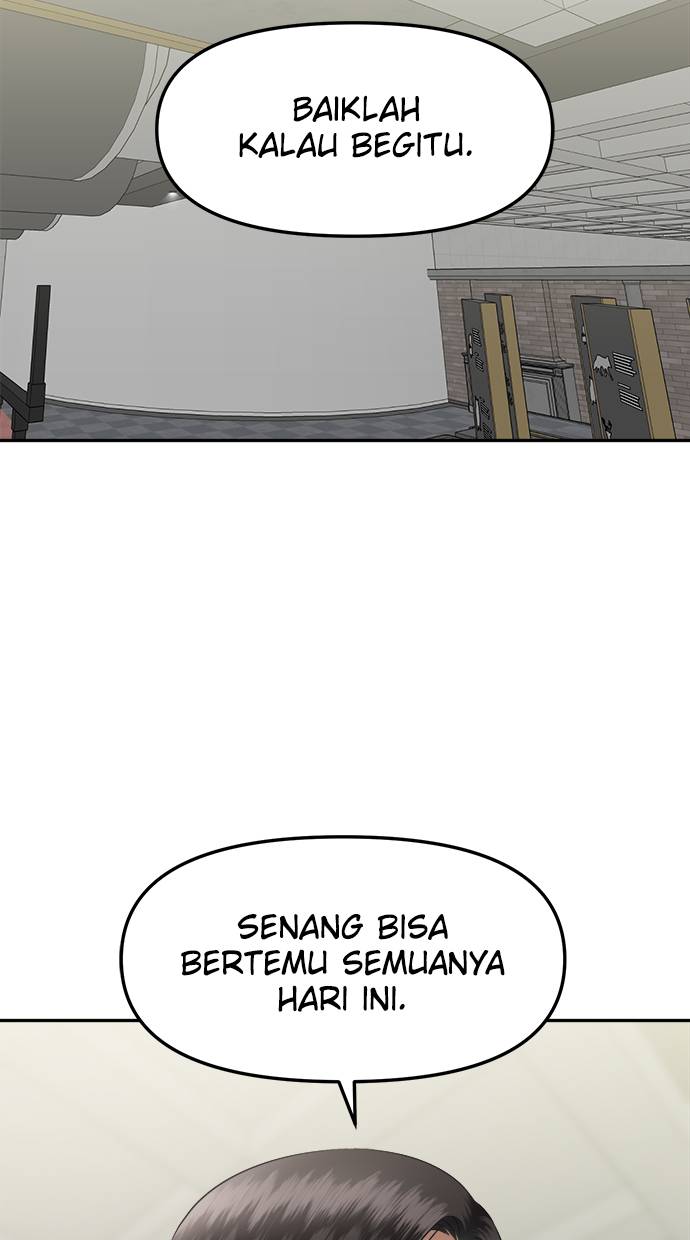 BAIKLAH
KALAU BEGITU.
SENANG BISA
BERTEMU SEMUANYA
HARI INI.